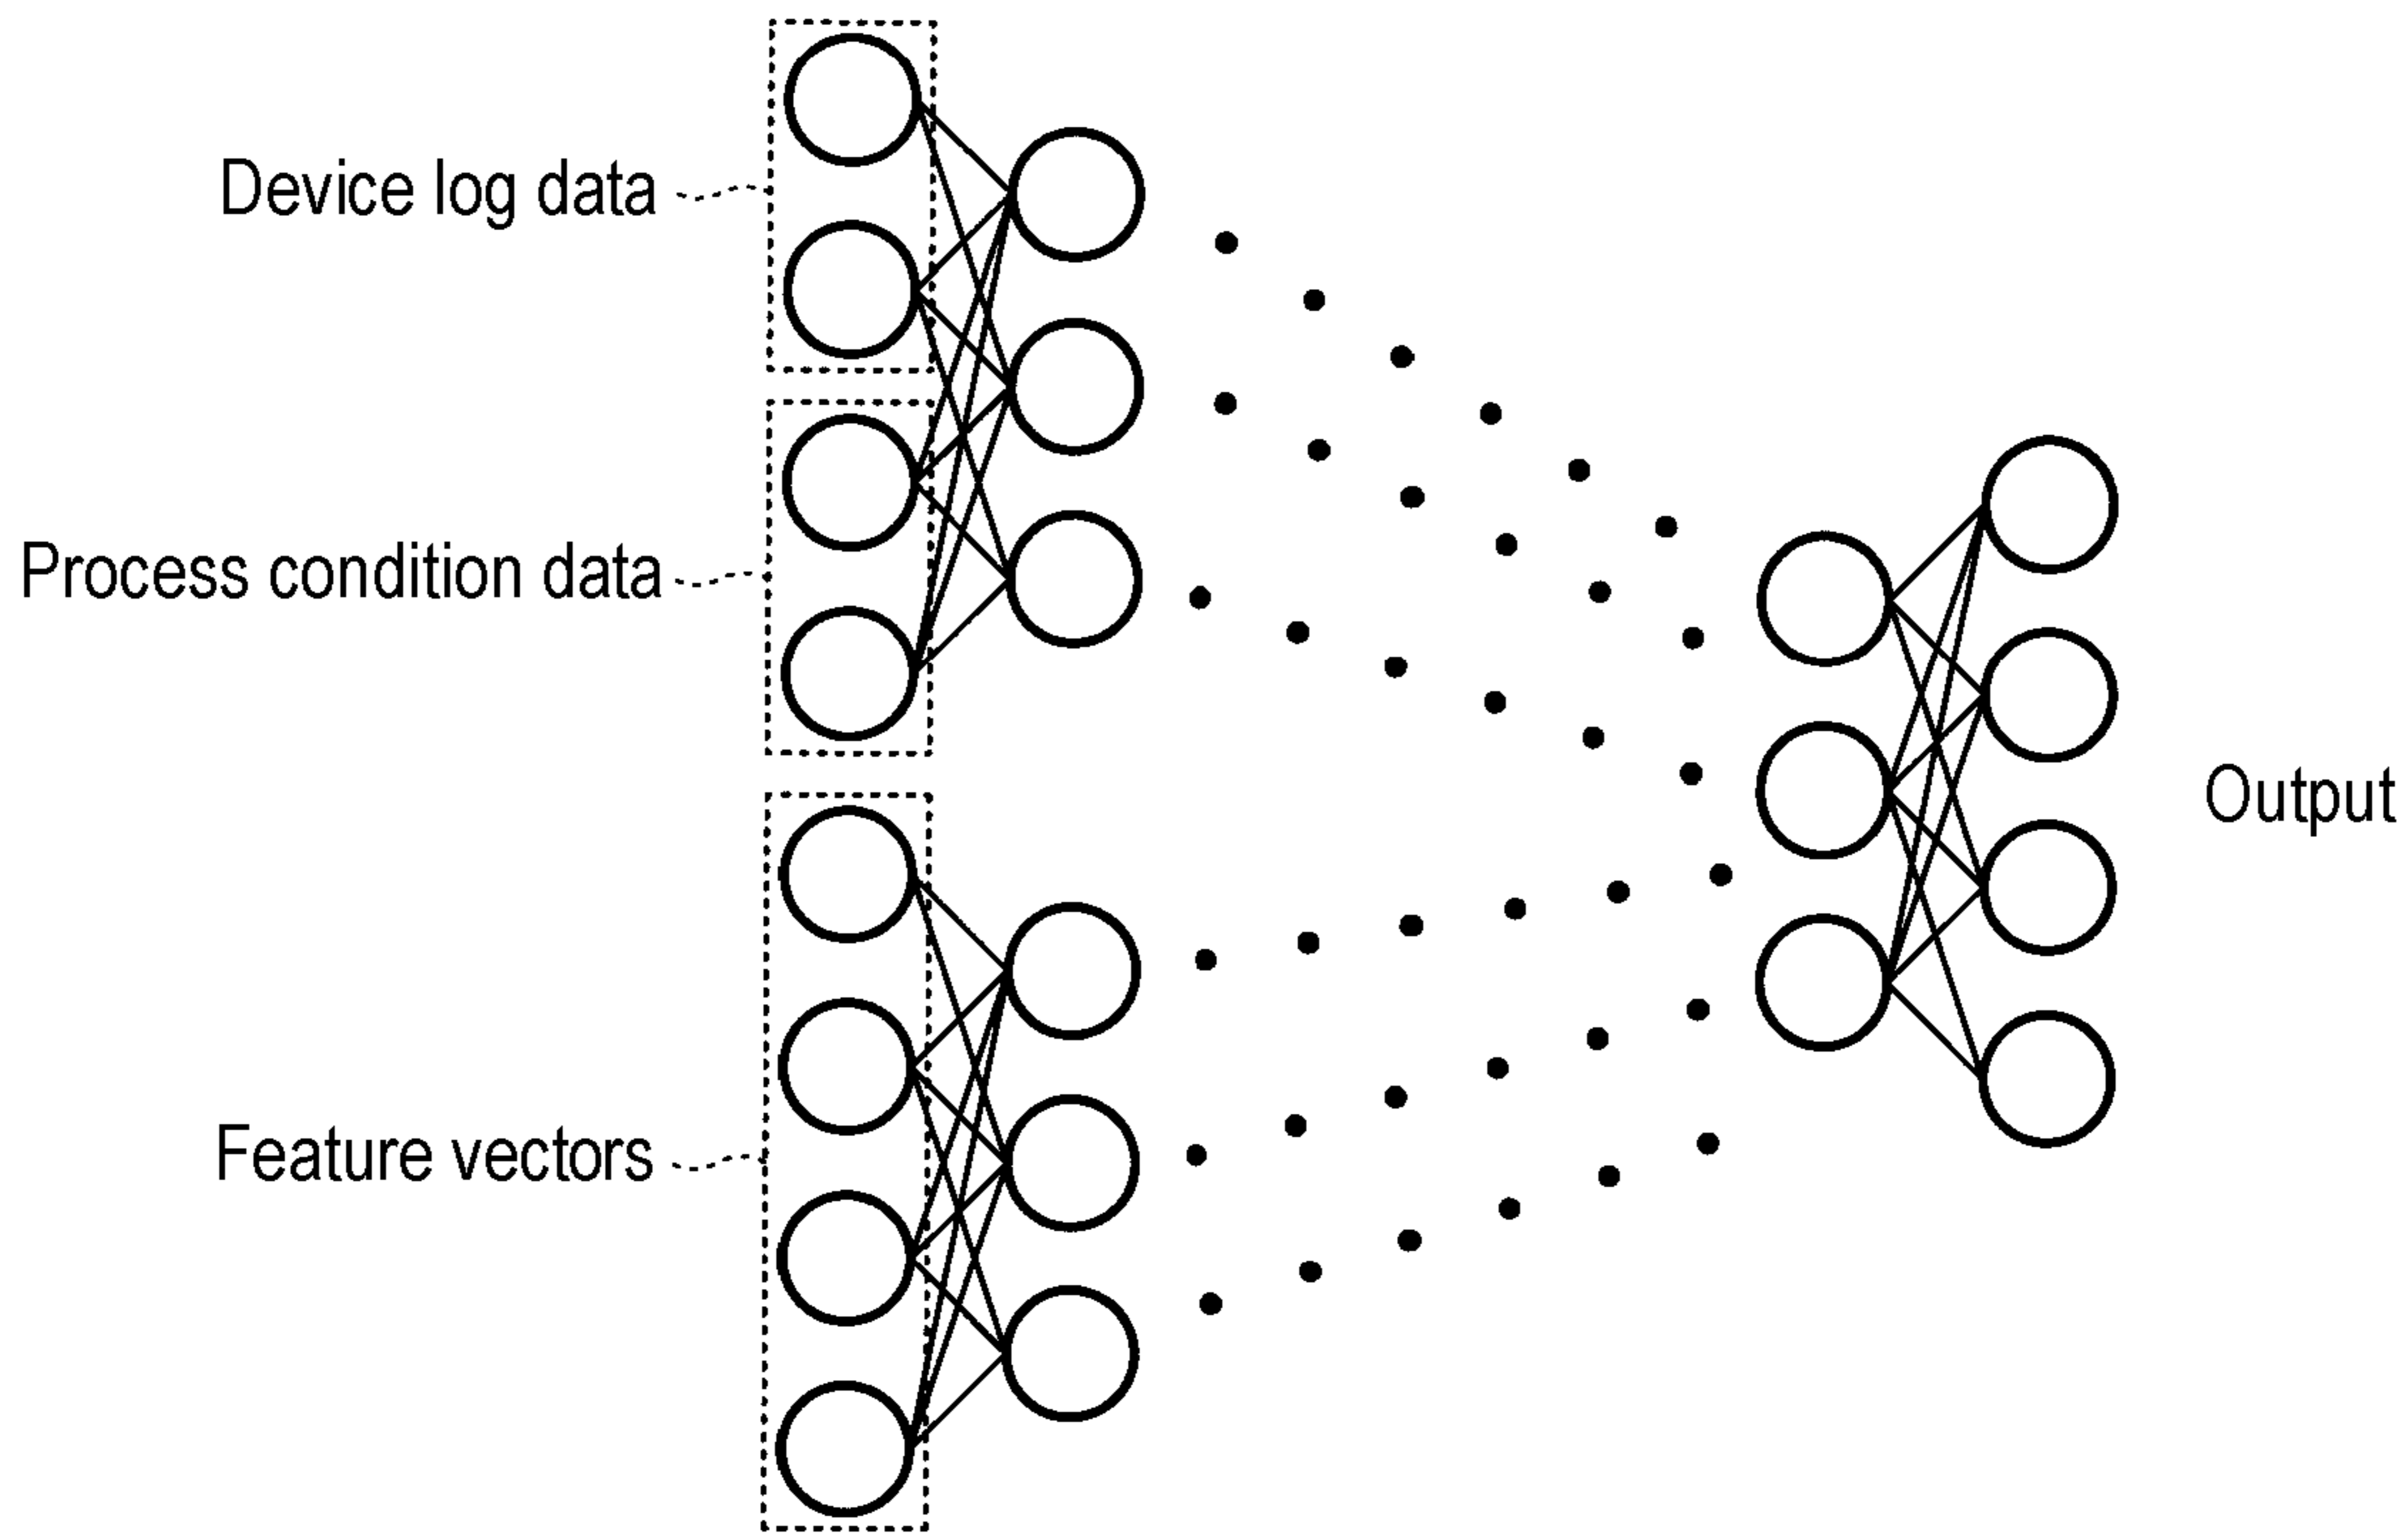 Device log data
Process condition data
Output
Feature vectors